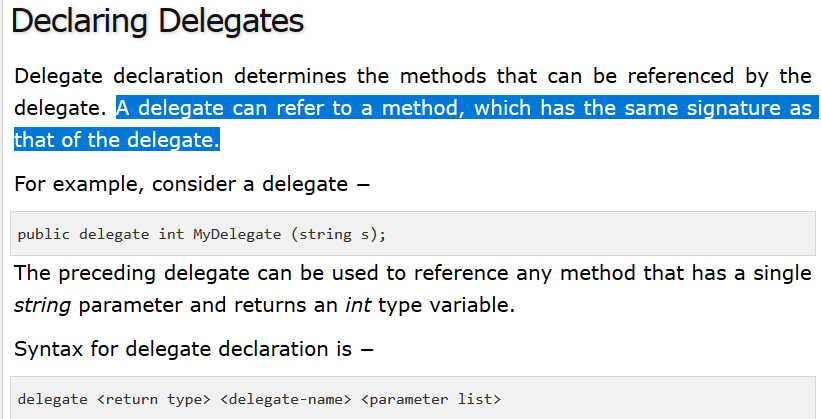 Declaring Delegates
Delegate declaration determines the methods that can be referenced by the
delegate. A delegate can refer to a method, which has the same signature as
that of the delegate.
For example, consider a delegate −
public delegate int MyDelegate (string s);
The preceding delegate can be used to reference any method that has a single
string parameter and returns an int type variable.
Syntax for delegate declaration is −
delegate <return type> <delegate-name> <parameter list>